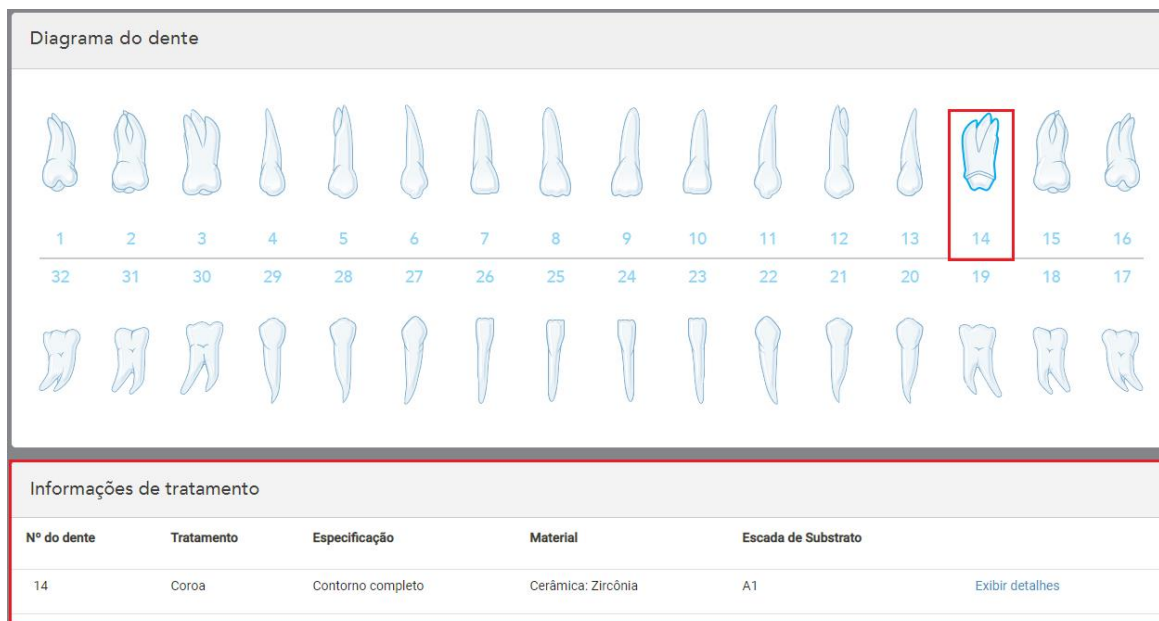 Diagrama do dente
1 2 3 4 5 6 7 8 9 10 11 12 13 14 15 16
32 31 30 29 28 27 26 25 24 23 22 21 20 19 18 17
Informações de tratamento
Nº do dente Tratamento Especificação Material Escada de Substrato
14 Coroa Contorno completo Cerâmica: Zircônia A1 Exibir detalhes